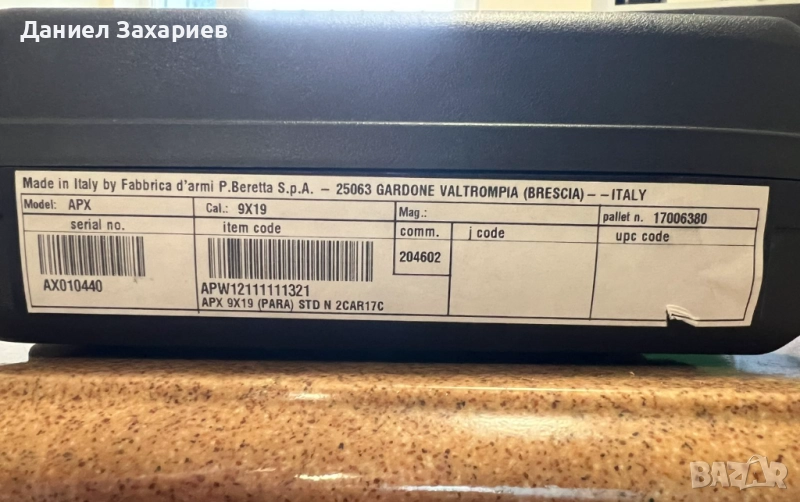 Даниел Захариев
Made in Italy by Fabbrica d'armi P.Beretta S.p.A. – 25063 GARDONE VALTROMPIA (BRESCIA)– –ITALY
Model: APX Cal.: 9X19 Mag.: pallet n. 17006380
serial no. item code comm. j code upc code
204602
AX010440 APW12111111321
APX 9X19 (PARA) STD N 2CAR17C
BAZAR